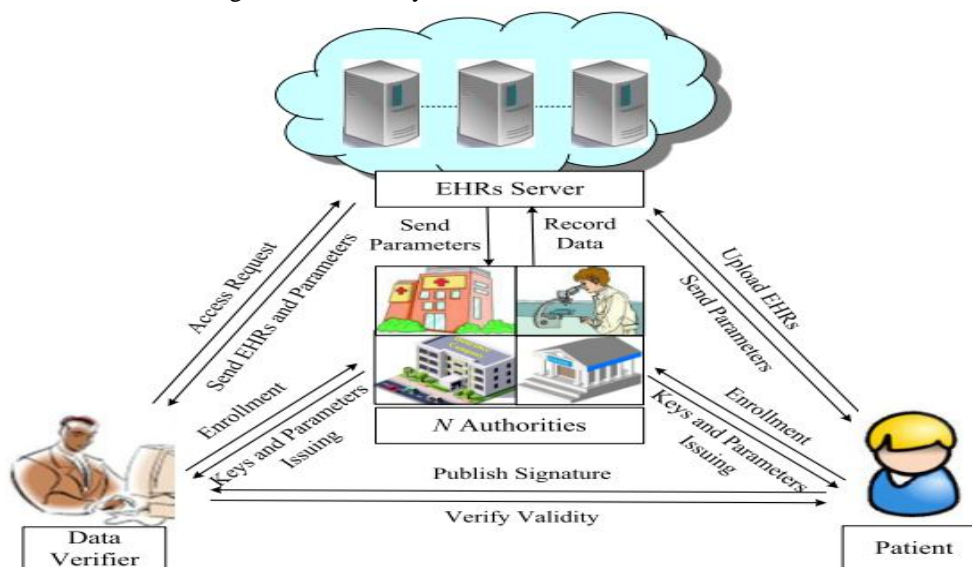 EHRs Server
Send
Parameters
Record
Data
Access Request
Send EHRs and Parameters
Upload EHRs
Send Parameters
Enrollment
Keys and Parameters
Issuing
N Authorities
Enrollment
Keys and Parameters
Issuing
Publish Signature
Verify Validity
Data
Verifier
Patient